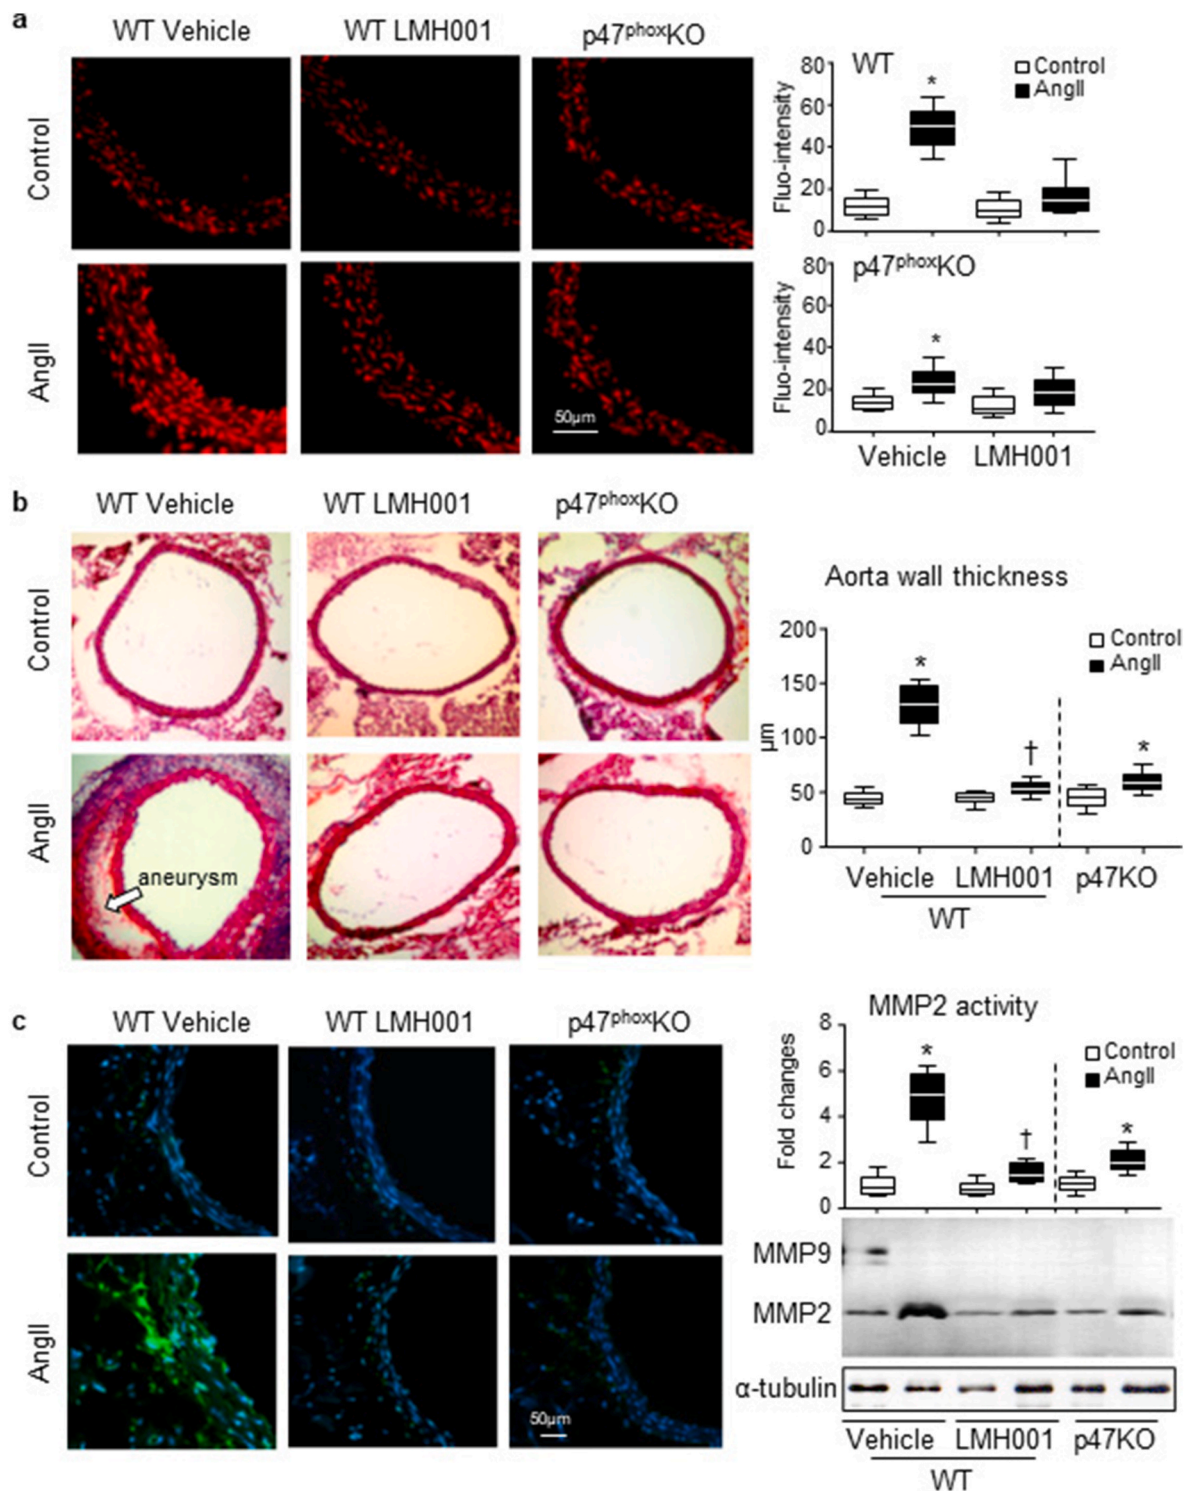 a
WT Vehicle
WT LMH001
p47phoxKO
Control
AngII
50µm
80
60
40
20
0
Fluo-intensity
WT
*
Control
AngII
80
60
40
20
0
Fluo-intensity
p47phoxKO
*
Vehicle
LMH001
b
WT Vehicle
WT LMH001
p47phoxKO
Control
AngII
aneurysm
Aorta wall thickness
200
150
100
50
0
µm
Control
AngII
*
†
*
Vehicle
LMH001
p47KO
WT
c
WT Vehicle
WT LMH001
p47phoxKO
Control
AngII
50µm
MMP2 activity
8
6
4
2
0
Fold changes
Control
AngII
*
†
*
MMP9
MMP2
α-tubulin
Vehicle
LMH001
p47KO
WT